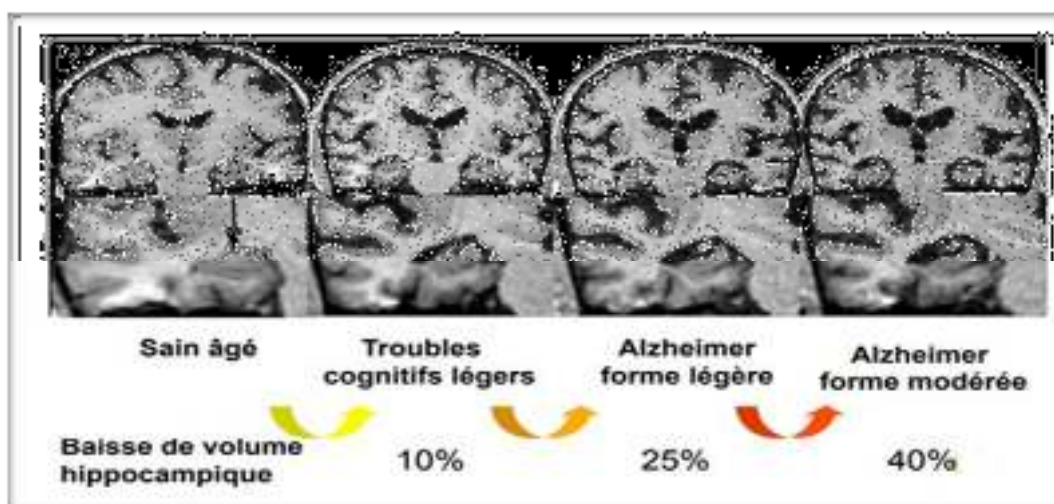 Sain âgé
Troubles
cognitifs légers
Alzheimer
forme légère
Alzheimer
forme modérée
Baisse de volume
hippocampique
10%
25%
40%